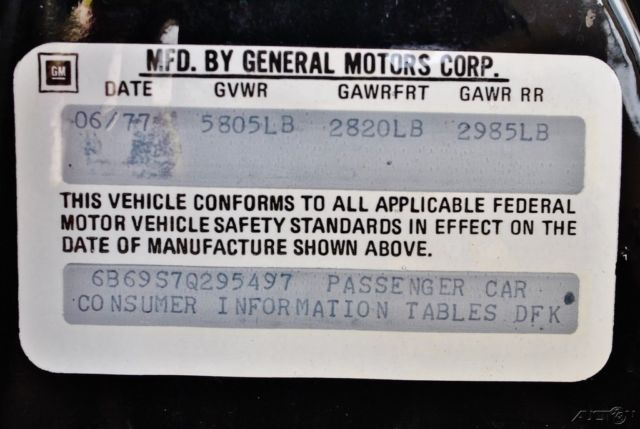 GM
MFD. BY GENERAL MOTORS CORP.
DATE GVWR GAWRFRT GAWR RR
06/77 5805LB 2820LB 2985LB
THIS VEHICLE CONFORMS TO ALL APPLICABLE FEDERAL
MOTOR VEHICLE SAFETY STANDARDS IN EFFECT ON THE
DATE OF MANUFACTURE SHOWN ABOVE.
6B69S7Q295497 PASSENGER CAR
CONSUMER INFORMATION TABLES DFK